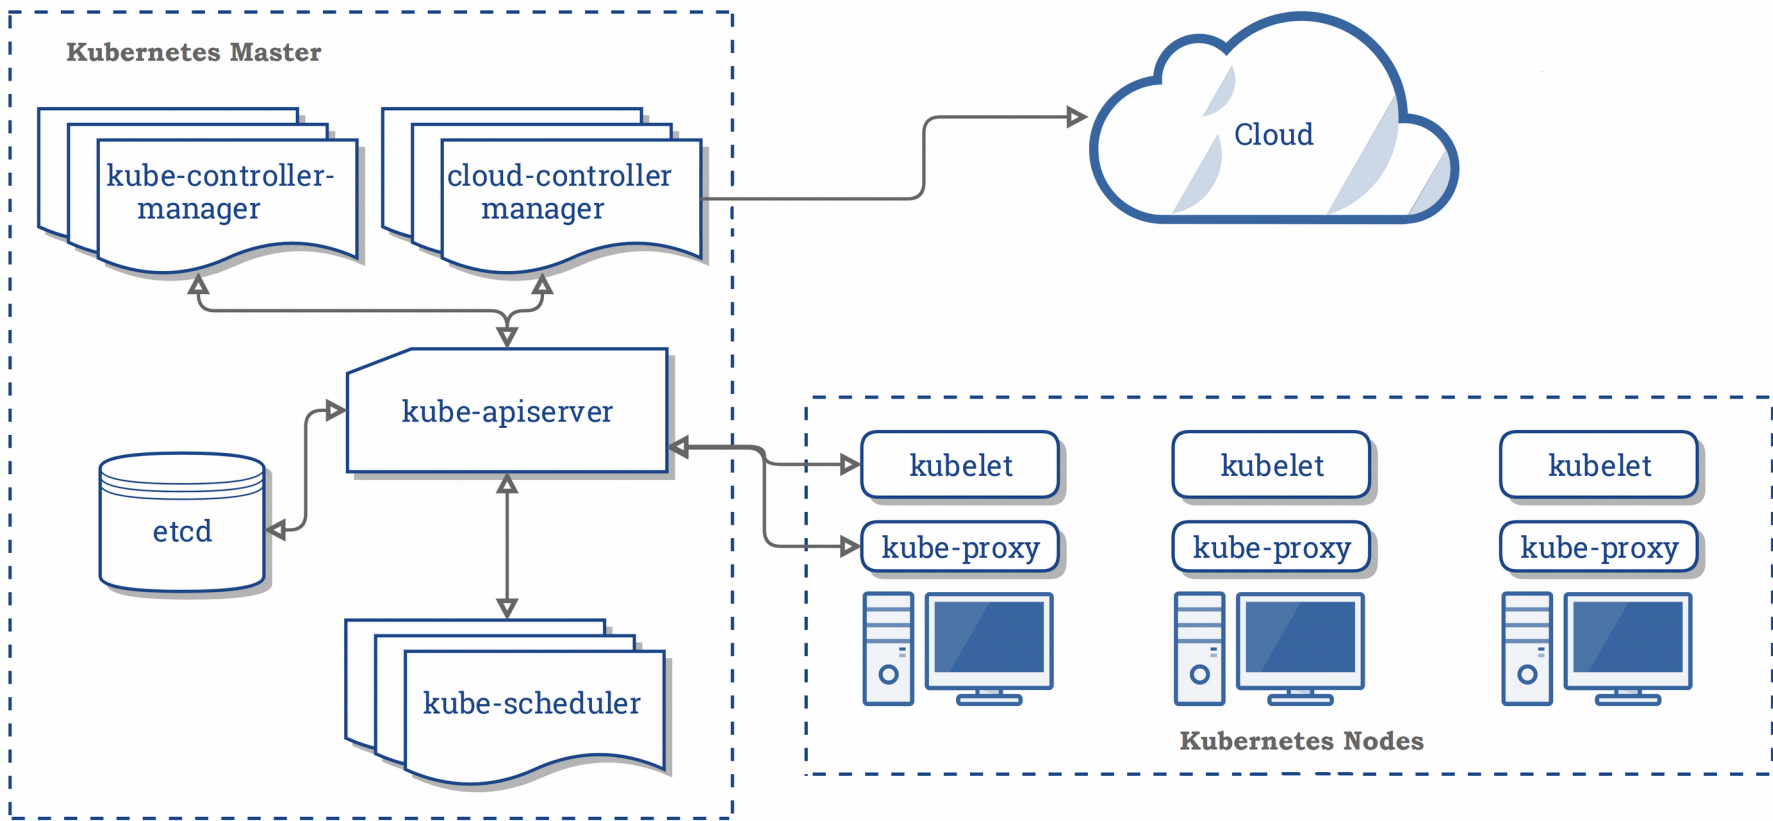 Kubernetes Master
kube-controller-
manager
cloud-controller
manager
Cloud
kube-apiserver
etcd
kube-scheduler
kubelet
kubelet
kubelet
kube-proxy
kube-proxy
kube-proxy
Kubernetes Nodes